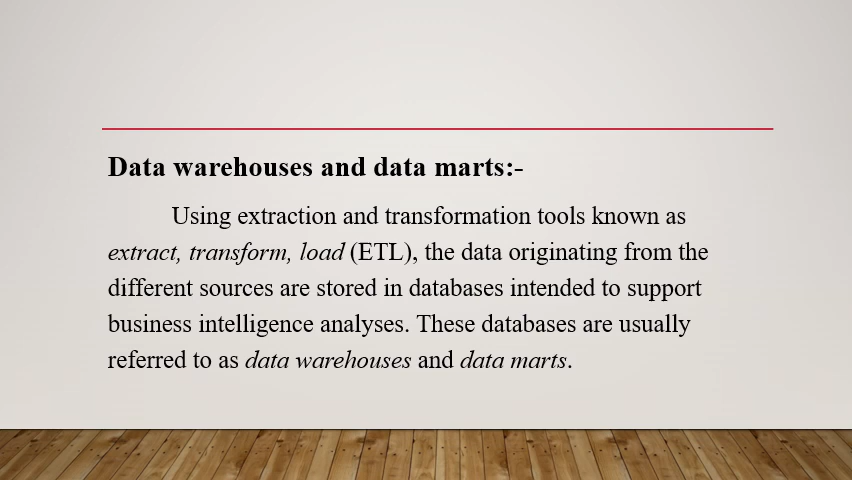 Data warehouses and data marts:-
Using extraction and transformation tools known as
extract, transform, load (ETL), the data originating from the
different sources are stored in databases intended to support
business intelligence analyses. These databases are usually
referred to as data warehouses and data marts.